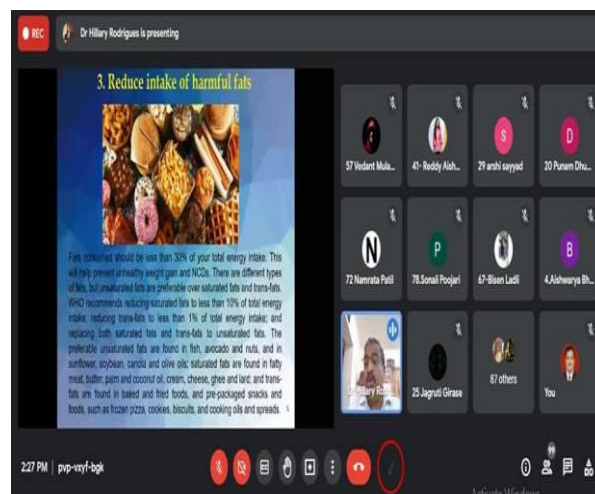 REC
Dr Hillary Rodrigues is presenting
3. Reduce intake of harmful fats
Fats consumed should be less than 30% of your total energy intake. This
will help prevent unhealthy weight gain and NCDs. There are different types
of fats, but unsaturated fats are preferable over saturated fats and trans-fats.
WHO recommends reducing saturated fats to less than 10% of total energy
intake; reducing trans-fats to less than 1% of total energy intake; and
replacing both saturated fats and trans-fats to unsaturated fats. The
preferable unsaturated fats are found in fish, avocado and nuts, and in
sunflower, soybean, canola and olive oils; saturated fats are found in fatty
meat, butter, palm and coconut oil, cream, cheese, ghee and lard; and trans-
fats are found in baked and fried foods, and pre-packaged snacks and
foods, such as frozen pizza, cookies, biscuits, and cooking oils and spreads.
57 Vedant Mula...
41- Reddy Aish...
S
29 arshi sayyad
D
20 Punam Dhu...
N
72 Namrata Patil
P
78.Sonali Poojari
67-Bisen Ladli
B
4.Aishwarya Bh...
Dr Hillary Ro
25 Jagruti Girase
87 others
You
2:27 PM | pvp-vxyf-bgk
99
Activate Windows